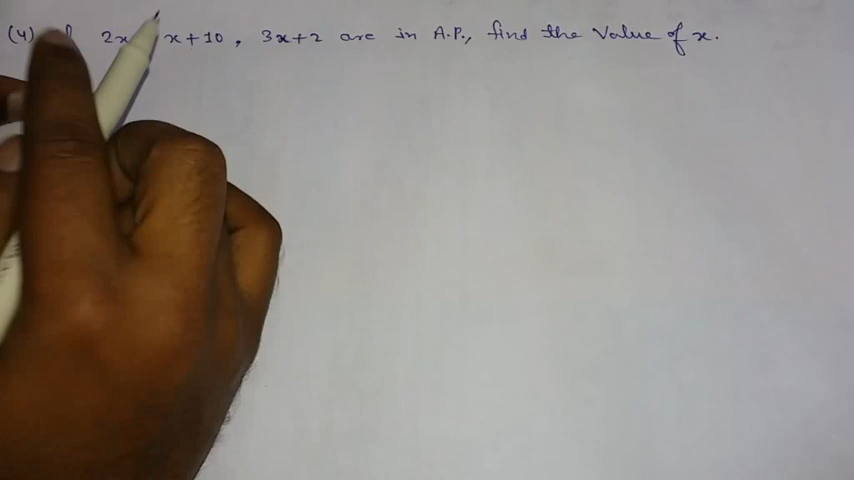 (4) 2x x+10, 3x+2 are in A.P., find the Value of x.